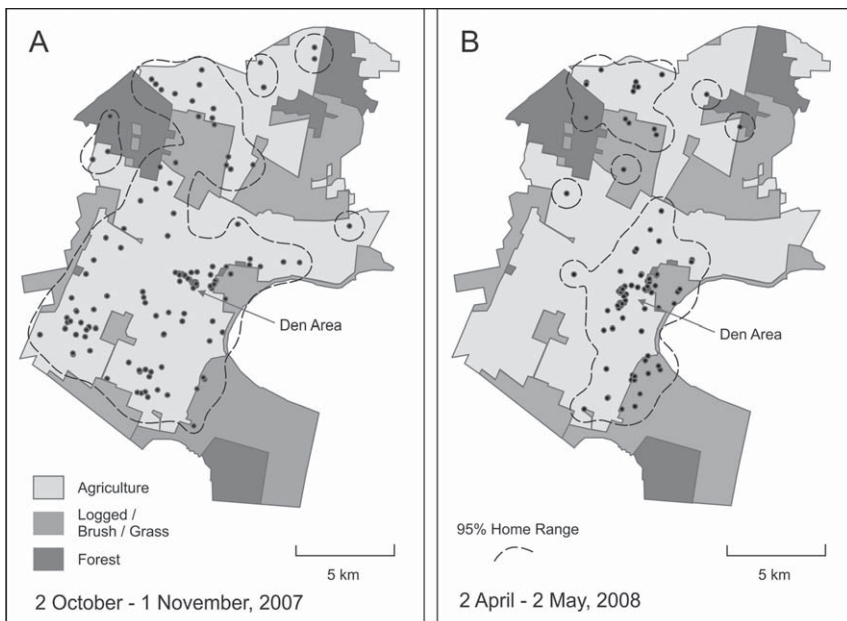 A
Den Area
Agriculture
Logged /
Brush / Grass
Forest
5 km
2 October - 1 November, 2007
B
Den Area
95% Home Range
5 km
2 April - 2 May, 2008